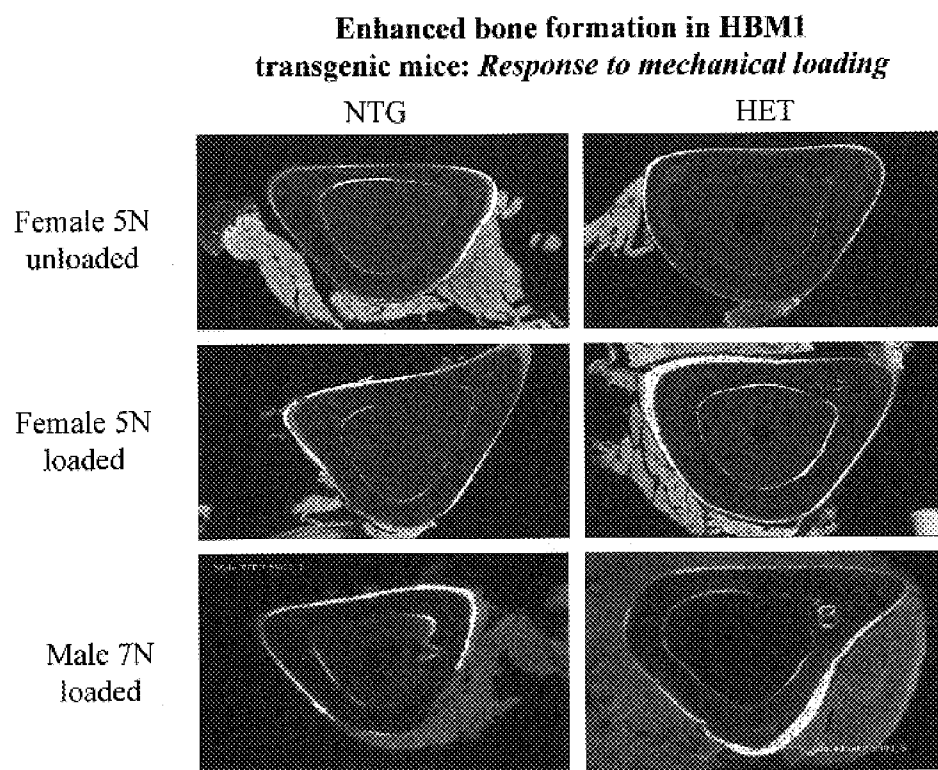 Enhanced bone formation in HBM1
transgenic mice: Response to mechanical loading
NTG
HET
Female 5N
unloaded
Female 5N
loaded
Male 7N
loaded